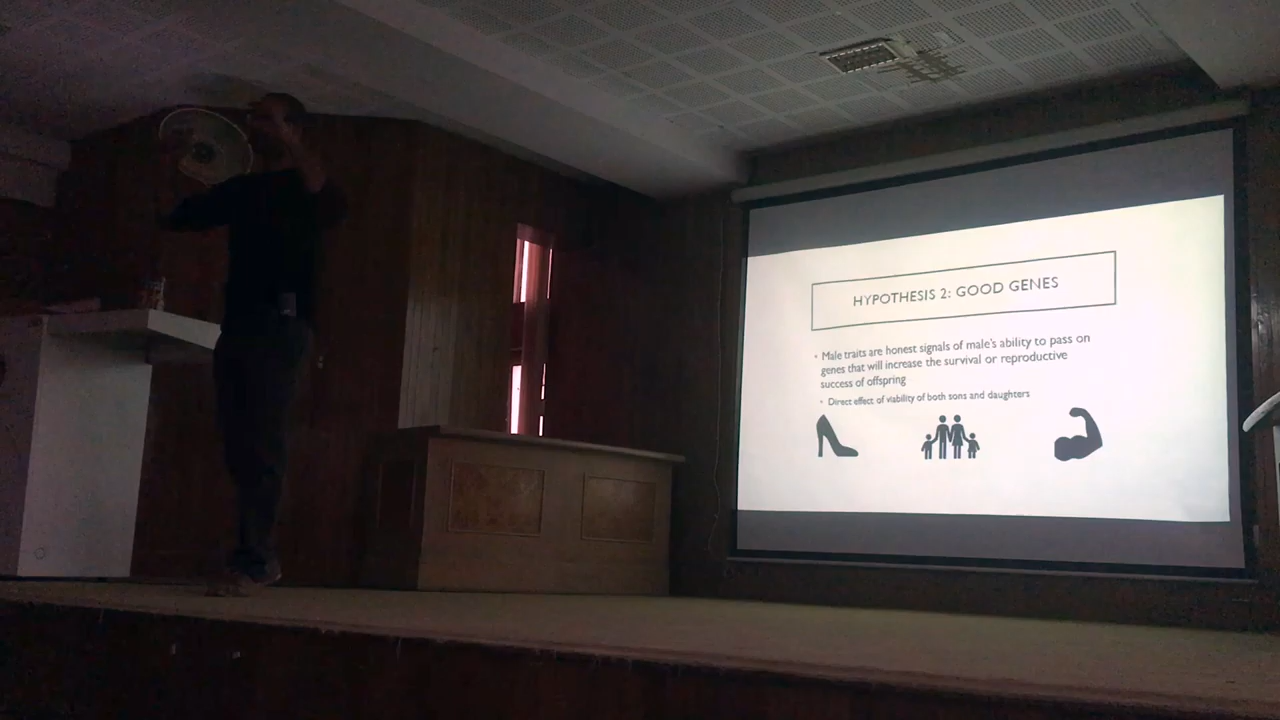 HYPOTHESIS 2: GOOD GENES
• Male traits are honest signals of male's ability to pass on
genes that will increase the survival or reproductive
success of offspring
• Direct effect of viability of both sons and daughters